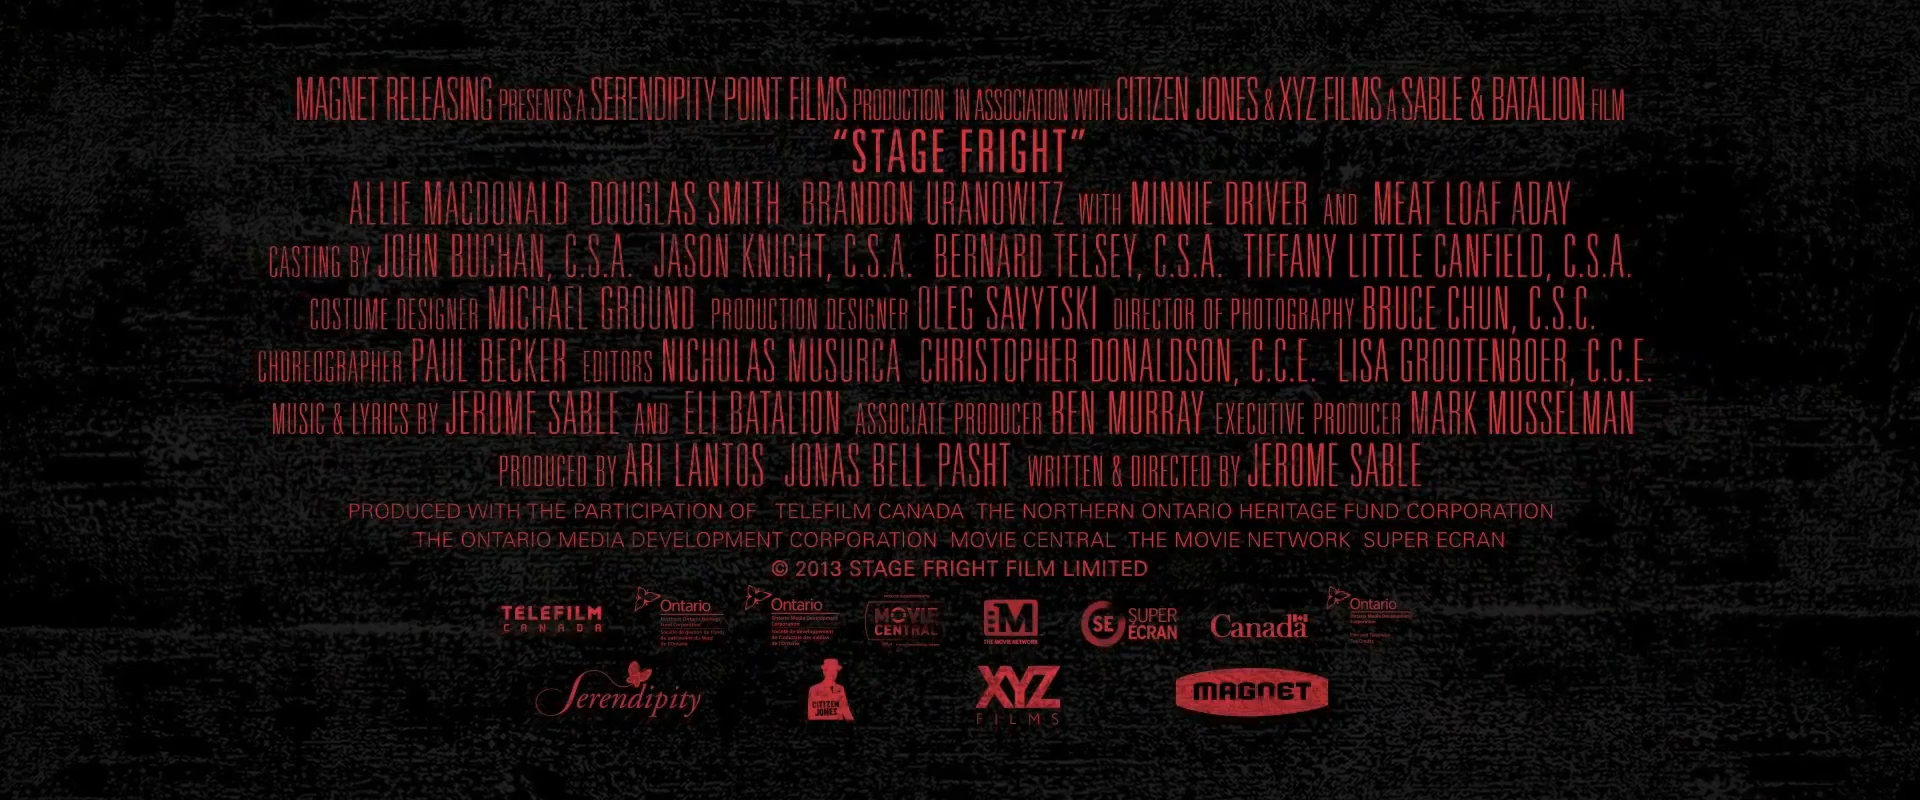 MAGNET RELEASING PRESENTS A SERENDIPITY POINT FILMS PRODUCTION IN ASSOCIATION WITH CITIZEN JONES & XYZ FILMS A SABLE & BATALION FILM
“STAGE FRIGHT”
ALLIE MACDONALD DOUGLAS SMITH BRANDON URANOWITZ WITH MINNIE DRIVER AND MEAT LOAF ADAY
CASTING BY JOHN BUCHAN, C.S.A. JASON KNIGHT, C.S.A. BERNARD TELSEY, C.S.A. TIFFANY LITTLE CANFIELD, C.S.A.
COSTUME DESIGNER MICHAEL GROUND PRODUCTION DESIGNER OLEG SAVYTSKI DIRECTOR OF PHOTOGRAPHY BRUCE CHUN, C.S.C.
CHOREOGRAPHER PAUL BECKER EDITORS NICHOLAS MUSURCA CHRISTOPHER DONALDSON, C.C.E. LISA GROOTENBOER, C.C.E.
MUSIC & LYRICS BY JEROME SABLE AND ELI BATALION ASSOCIATE PRODUCER BEN MURRAY EXECUTIVE PRODUCER MARK MUSSELMAN
PRODUCED BY ARI LANTOS JONAS BELL PASHT WRITTEN & DIRECTED BY JEROME SABLE
PRODUCED WITH THE PARTICIPATION OF TELEFILM CANADA THE NORTHERN ONTARIO HERITAGE FUND CORPORATION
THE ONTARIO MEDIA DEVELOPMENT CORPORATION MOVIE CENTRAL THE MOVIE NETWORK SUPER ECRAN
© 2013 STAGE FRIGHT FILM LIMITED
TELEFILM
CANADA
Ontario
Ontario
MOVIE
CENTRAL
M
THE MOVIE NETWORK
SE SUPER
ÉCRAN
Canada
Ontario
Serendipity
CITIZEN
JONES
XYZ
FILMS
MAGNET